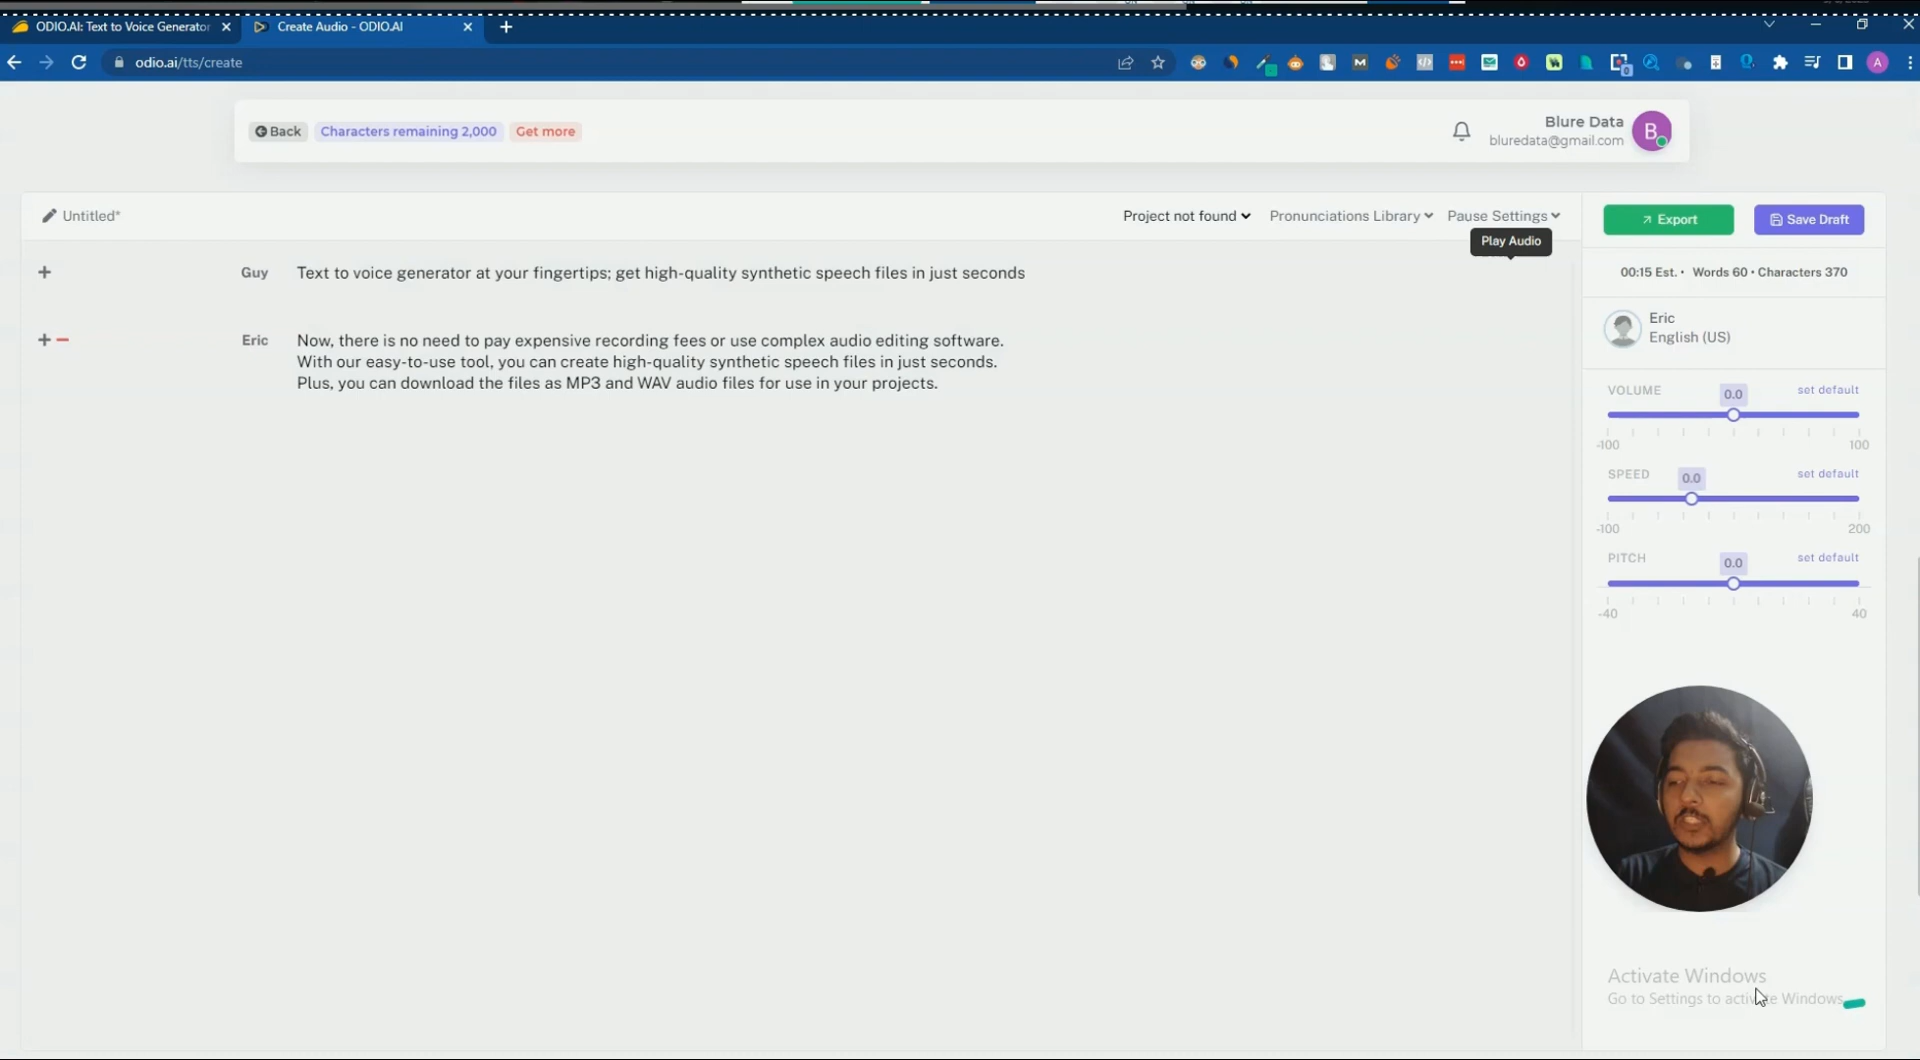 ODIO.AI: Text to Voice Generator
Create Audio - ODIO.AI
odio.ai/tts/create
Back
Characters remaining 2,000
Get more
Blure Data
bluredata@gmail.com
B
A
Untitled*
Project not found
Pronunciations Library
Pause Settings
Play Audio
Export
Save Draft
Guy
Text to voice generator at your fingertips; get high-quality synthetic speech files in just seconds
00:15 Est. • Words 60 • Characters 370
Eric
English (US)
Eric
Now, there is no need to pay expensive recording fees or use complex audio editing software.
With our easy-to-use tool, you can create high-quality synthetic speech files in just seconds.
Plus, you can download the files as MP3 and WAV audio files for use in your projects.
VOLUME
0.0
set default
-100
100
SPEED
0.0
set default
-100
200
PITCH
0.0
set default
-40
40
Activate Windows
Go to Settings to activate Windows.